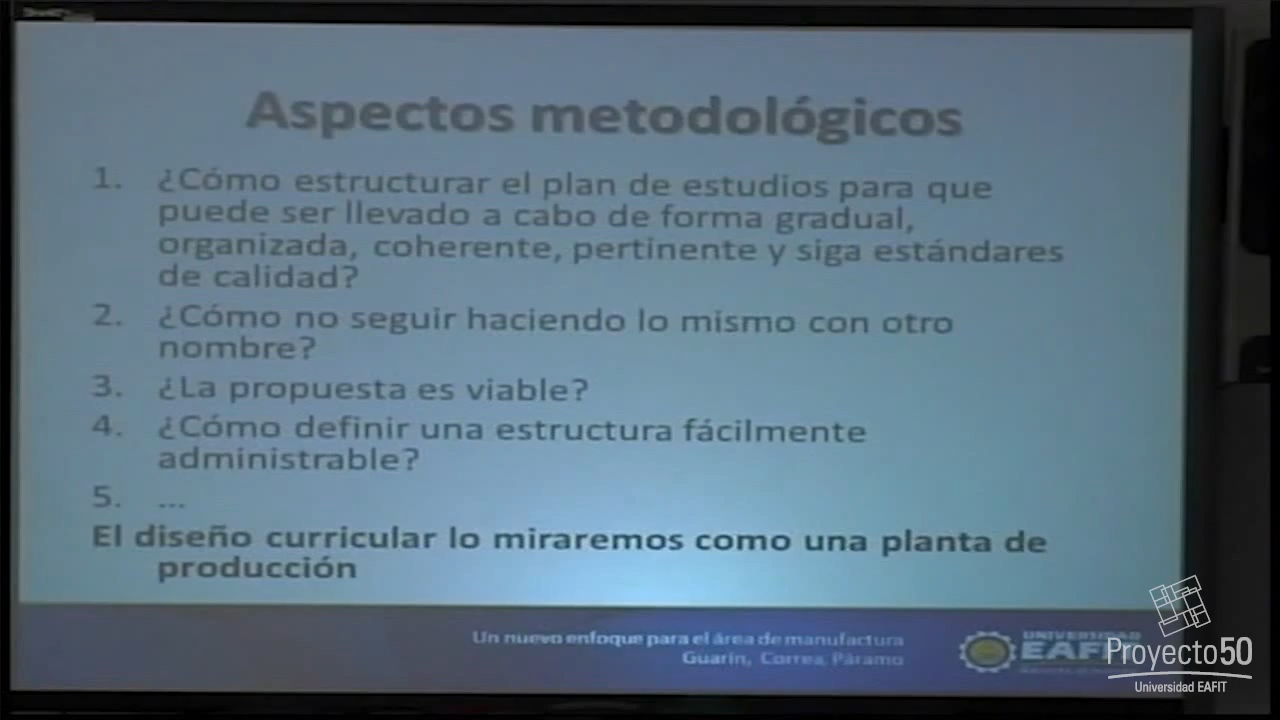 Aspectos metodológicos
1. ¿Cómo estructurar el plan de estudios para que
puede ser llevado a cabo de forma gradual,
organizada, coherente, pertinente y siga estándares
de calidad?
2. ¿Cómo no seguir haciendo lo mismo con otro
nombre?
3. ¿La propuesta es viable?
4. ¿Cómo definir una estructura fácilmente
administrable?
5. ...
El diseño curricular lo miraremos como una planta de
producción
Un nuevo enfoque para el área de manufactura
Guarín, Correa, Páramo
UNIVERSIDAD
Proyecto50
Universidad EAFIT